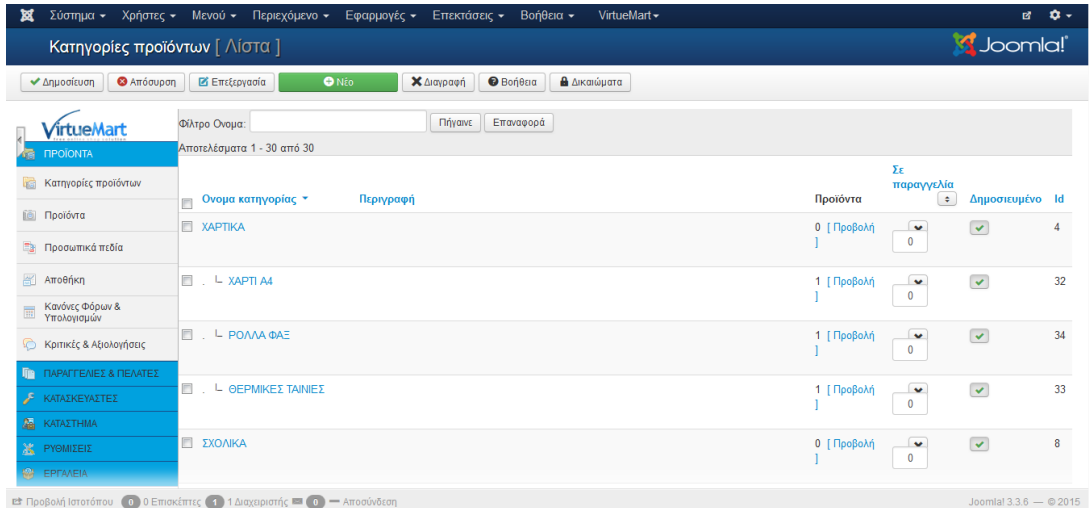 Σύστημα Χρήστες Μενού Περιεχόμενο Εφαρμογές Επεκτάσεις Βοήθεια VirtueMart
Κατηγορίες προϊόντων [ Λίστα ]
Joomla!
Δημοσίευση Απόσυρση Επεξεργασία Νέο Διαγραφή Βοήθεια Δικαιώματα
VirtueMart
ΠΡΟΪΟΝΤΑ
Κατηγορίες προϊόντων
Προϊόντα
Προσωπικά πεδία
Αποθήκη
Κανόνες Φόρων &
Υπολογισμών
Κριτικές & Αξιολογήσεις
ΠΑΡΑΓΓΕΛΙΕΣ & ΠΕΛΑΤΕΣ
ΚΑΤΑΣΚΕΥΑΣΤΕΣ
ΚΑΤΑΣΤΗΜΑ
ΡΥΘΜΙΣΕΙΣ
ΕΡΓΑΛΕΙΑ
Φίλτρο Ονομα: Πήγαινε Επαναφορά
Αποτελέσματα 1 - 30 από 30
Ονομα κατηγορίας Περιγραφή Προϊόντα Σε παραγγελία Δημοσιευμένο Id
ΧΑΡΤΙΚΑ 0 [ Προβολή ] 0 4
. ΧΑΡΤΙ Α4 1 [ Προβολή ] 0 32
. ΡΟΛΛΑ ΦΑΞ 1 [ Προβολή ] 0 34
. ΘΕΡΜΙΚΕΣ ΤΑΙΝΙΕΣ 1 [ Προβολή ] 0 33
ΣΧΟΛΙΚΑ 0 [ Προβολή ] 0 8
Προβολή Ιστοτόπου 0 0 Επισκέπτες 1 1 Διαχειριστής 0 Αποσύνδεση
Joomla! 3.3.6 — © 2015